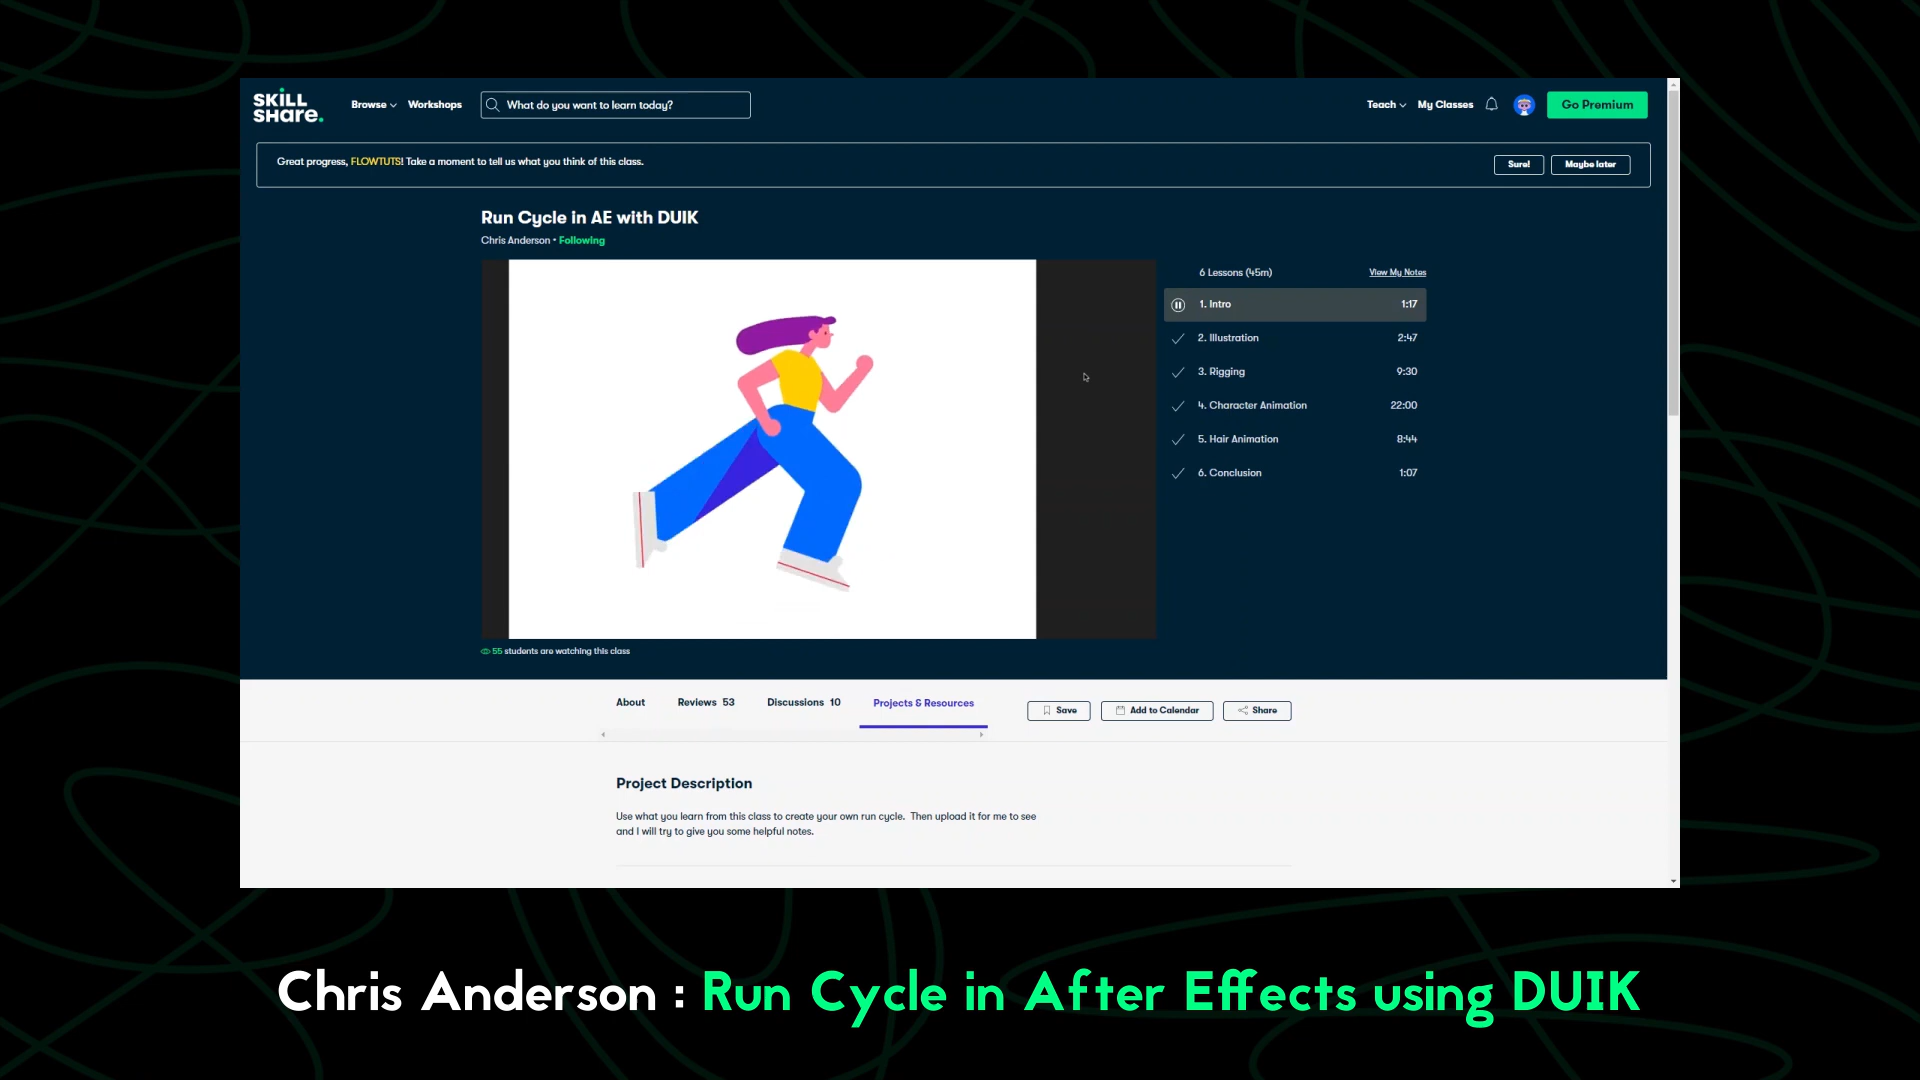 SKILL
SHare.
Browse
Workshops
What do you want to learn today?
Teach
My Classes
Go Premium
Great progress, FLOWTUTS! Take a moment to tell us what you think of this class.
Sure!
Maybe later
Run Cycle in AE with DUIK
Chris Anderson • Following
6 Lessons (45m)
View My Notes
1. Intro 1:17
2. Illustration 2:47
3. Rigging 9:30
4. Character Animation 22:00
5. Hair Animation 8:44
6. Conclusion 1:07
55 students are watching this class
About
Reviews 53
Discussions 10
Projects & Resources
Save
Add to Calendar
Share
Project Description
Use what you learn from this class to create your own run cycle. Then upload it for me to see
and I will try to give you some helpful notes.
Chris Anderson : Run Cycle in After Effects using DUIK